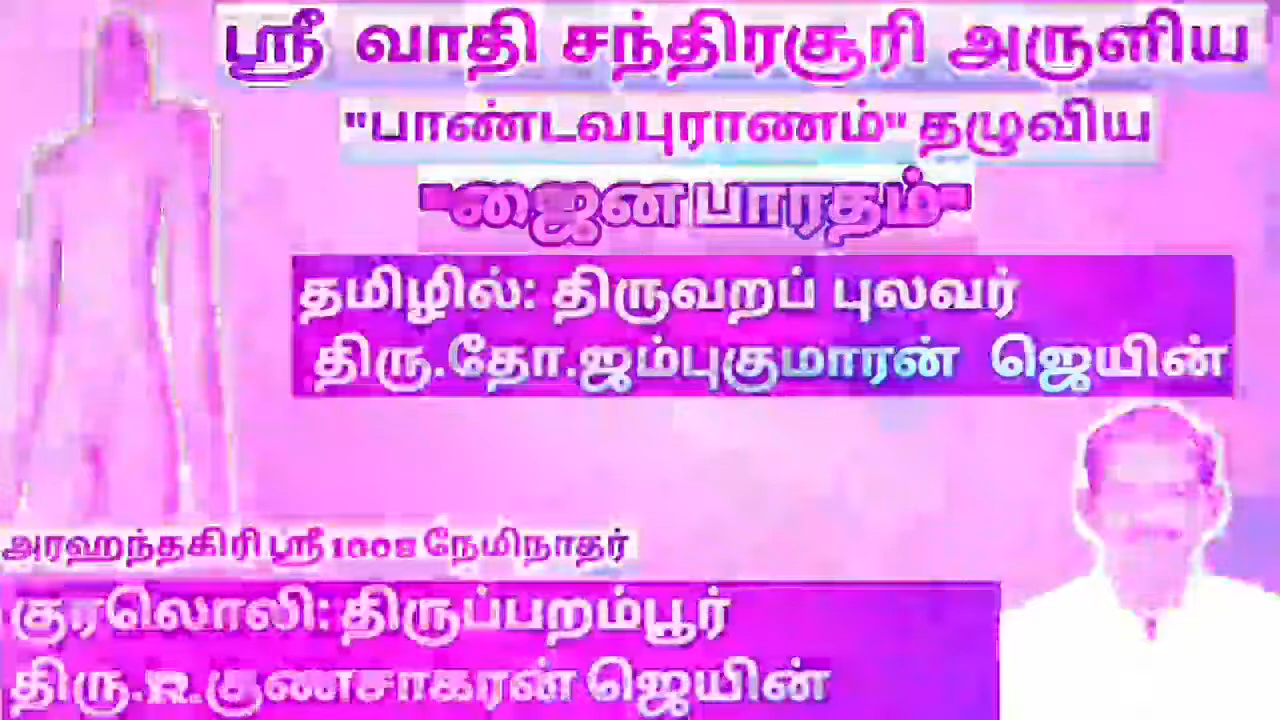 ஸ்ரீ வாதி சந்திரசூரி அருளிய
"பாண்டவபுராணம்" தழுவிய
"ஜைனபாரதம்"
தமிழில்: திருவறப் புலவர்
திரு.தோ.ஜம்புகுமாரன் ஜெயின்
அரஹந்தகிரி ஸ்ரீ 1008 நேமிநாதர்
குரலொலி: திருப்பறம்பூர்
திரு. குணசாகரன் ஜெயின்